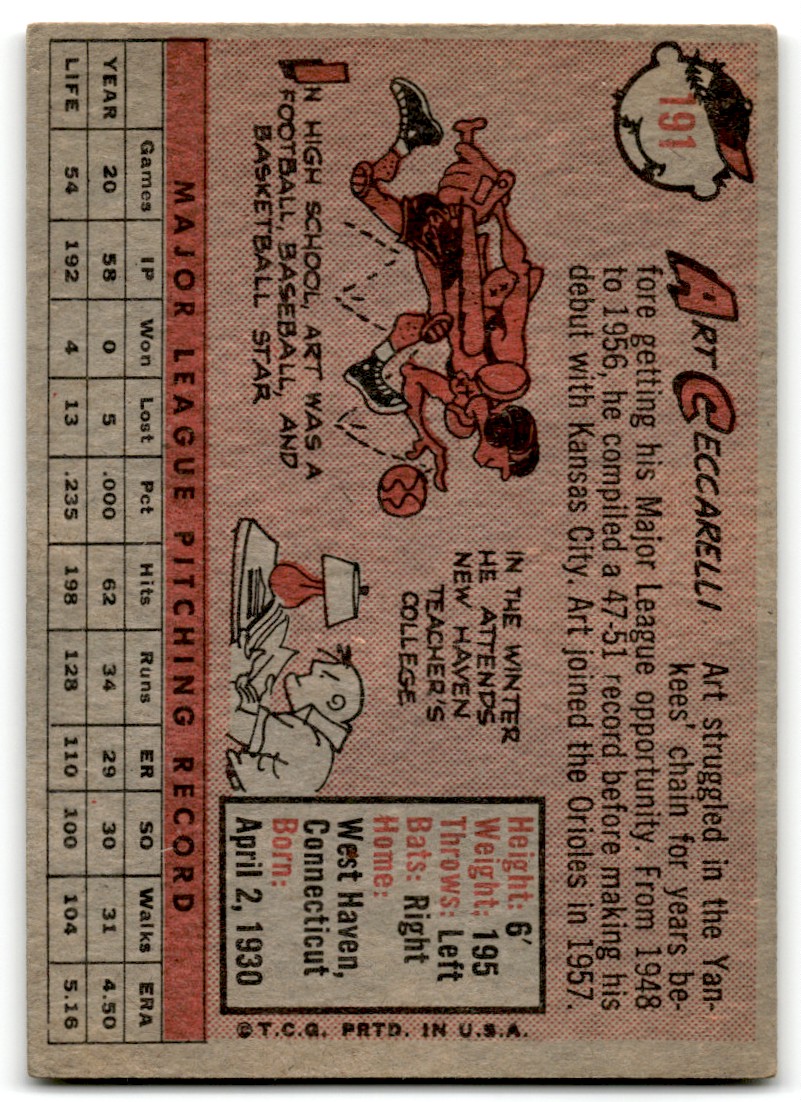 191
ART CECCARELLI Art struggled in the Yan-
kees' chain for years be-
fore getting his Major League opportunity. From 1948
to 1956, he compiled a 47-51 record before making his
debut with Kansas City. Art joined the Orioles in 1957.
IN HIGH SCHOOL, ART WAS A
FOOTBALL, BASEBALL, AND
BASKETBALL STAR
IN THE WINTER
HE ATTENDS
NEW HAVEN
TEACHER'S
COLLEGE
Height: 6'
Weight: 195
Throws: Left
Bats: Right
Home:
West Haven,
Connecticut
Born:
April 2, 1930
©T.C.G. PRTD. IN U.S.A.
MAJOR LEAGUE PITCHING RECORD
Games IP Won Lost Pct Hits Runs ER SO Walks ERA
YEAR 20 58 0 5 .000 62 34 29 30 31 4.50
LIFE 54 192 4 13 .235 198 128 110 100 104 5.16